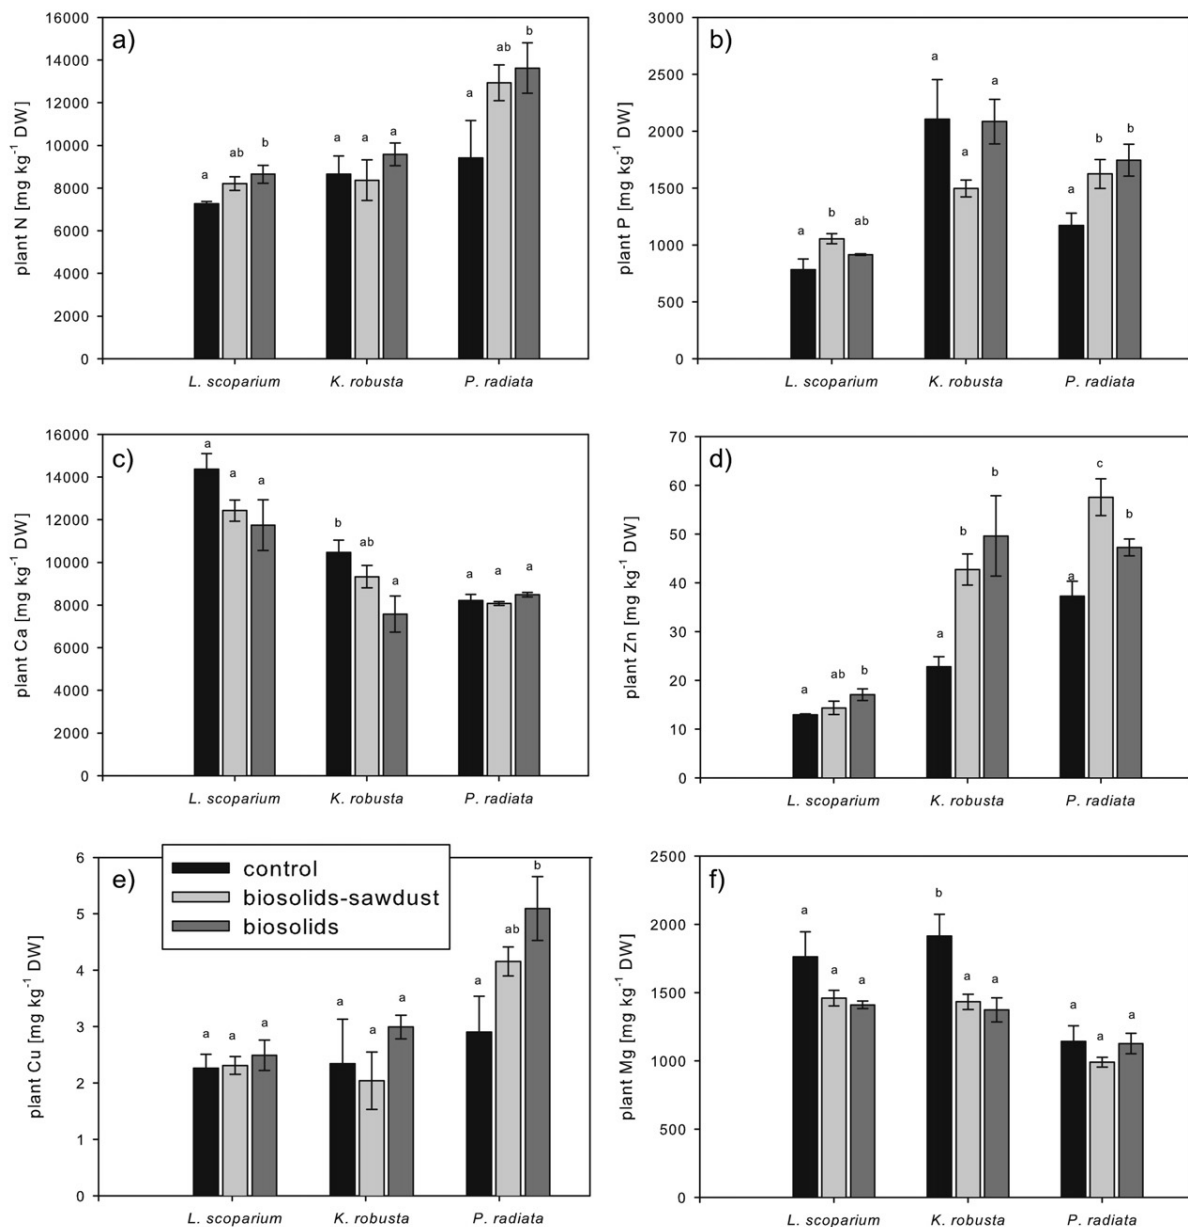 a)
plant N [mg kg-1 DW]
16000
14000
12000
10000
8000
6000
4000
2000
0
a ab b
a a a
a ab b
L. scoparium K. robusta P. radiata
b)
plant P [mg kg-1 DW]
3000
2500
2000
1500
1000
500
0
a b ab
a a a
a b b
L. scoparium K. robusta P. radiata
c)
plant Ca [mg kg-1 DW]
16000
14000
12000
10000
8000
6000
4000
2000
0
a a a
b ab a
a a a
L. scoparium K. robusta P. radiata
d)
plant Zn [mg kg-1 DW]
70
60
50
40
30
20
10
0
a ab b
a b b
a c b
L. scoparium K. robusta P. radiata
e)
control
biosolids-sawdust
biosolids
plant Cu [mg kg-1 DW]
6
5
4
3
2
1
0
a a a
a a a
a ab b
L. scoparium K. robusta P. radiata
f)
plant Mg [mg kg-1 DW]
2500
2000
1500
1000
500
0
a a a
b a a
a a a
L. scoparium K. robusta P. radiata